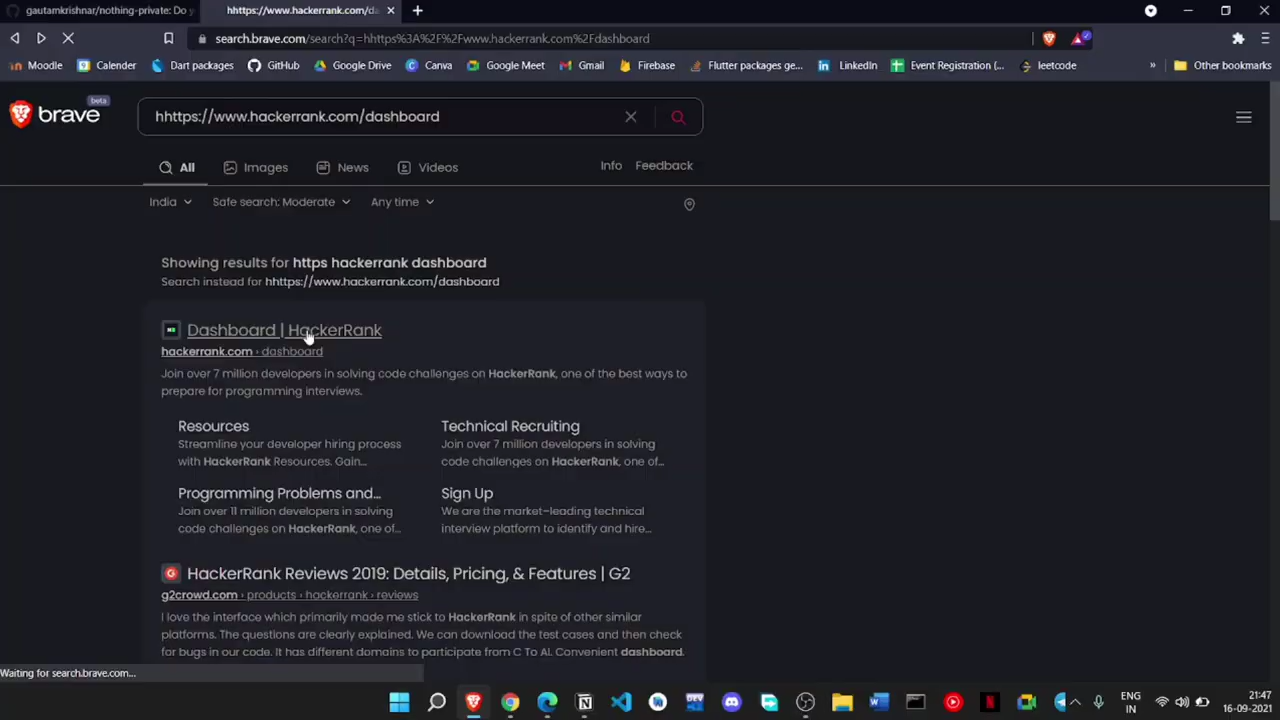 gautamkrishnar/nothing-private: Do y
hhttps://www.hackerrank.com/da
search.brave.com/search?q=hhttps%3A%2F%2Fwww.hackerrank.com%2Fdashboard
Moodle Calender Dart packages GitHub Google Drive Canva Google Meet Gmail Firebase Flutter packages ge... LinkedIn Event Registration (... leetcode » Other bookmarks
brave beta
hhttps://www.hackerrank.com/dashboard
All Images News Videos Info Feedback
India Safe search: Moderate Any time
Showing results for https hackerrank dashboard
Search instead for hhttps://www.hackerrank.com/dashboard
Dashboard | HackerRank
hackerrank.com › dashboard
Join over 7 million developers in solving code challenges on HackerRank, one of the best ways to
prepare for programming interviews.
Resources
Streamline your developer hiring process
with HackerRank Resources. Gain...
Technical Recruiting
Join over 7 million developers in solving
code challenges on HackerRank, one of...
Programming Problems and...
Join over 11 million developers in solving
code challenges on HackerRank, one of...
Sign Up
We are the market-leading technical
interview platform to identify and hire...
HackerRank Reviews 2019: Details, Pricing, & Features | G2
g2crowd.com › products › hackerrank › reviews
I love the interface which primarily made me stick to HackerRank in spite of other similar
platforms. The questions are clearly explained. We can download the test cases and then check
for bugs in our code. It has different domains to participate from C To AI. Convenient dashboard.
Waiting for search.brave.com...
ENG
IN
21:47
16-09-2021